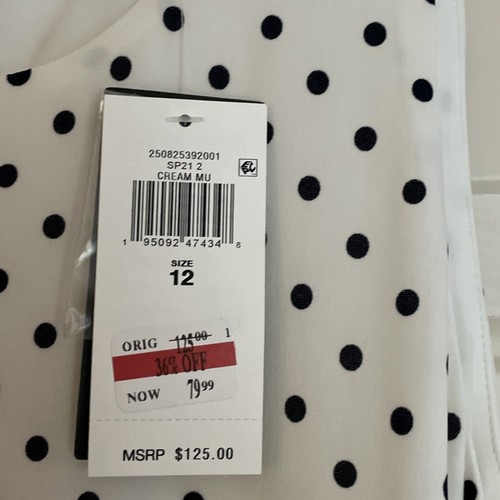 250825392001
SP21 2
CREAM MU
1 95092 47434 8
SIZE
12
ORIG 125.00 1
36% OFF
NOW 79.99
MSRP $125.00